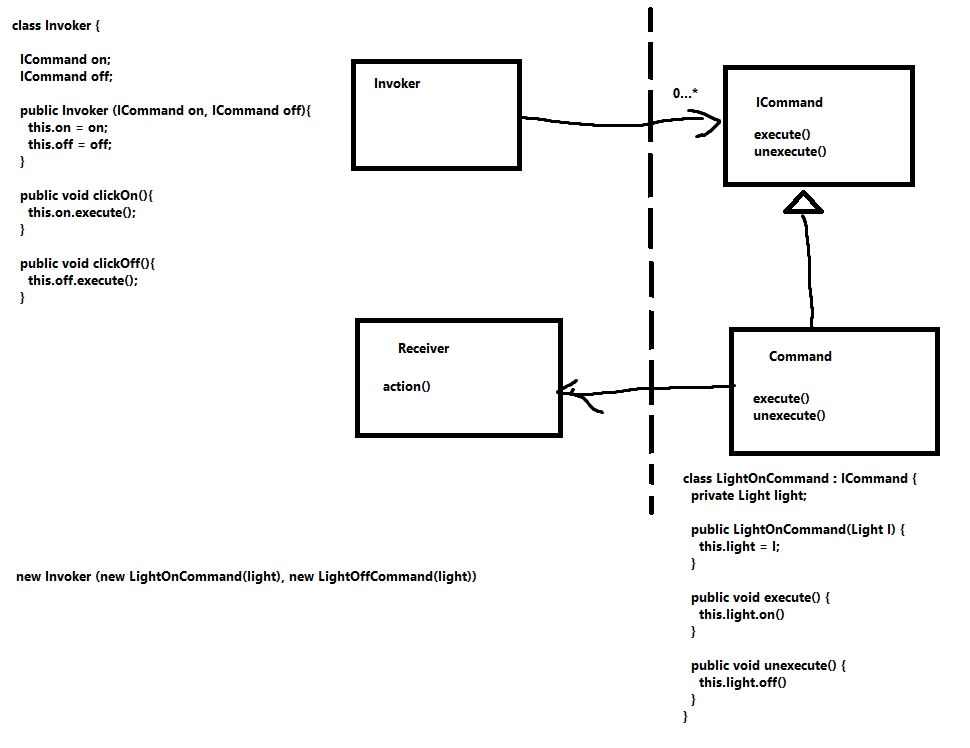 class Invoker {
ICommand on;
ICommand off;
public Invoker (ICommand on, ICommand off){
this.on = on;
this.off = off;
}
public void clickOn(){
this.on.execute();
}
public void clickOff(){
this.off.execute();
}
Invoker
0...*
ICommand
execute()
unexecute()
Receiver
action()
Command
execute()
unexecute()
class LightOnCommand : ICommand {
private Light light;
public LightOnCommand(Light l) {
this.light = l;
}
public void execute() {
this.light.on()
}
public void unexecute() {
this.light.off()
}
}
new Invoker (new LightOnCommand(light), new LightOffCommand(light))